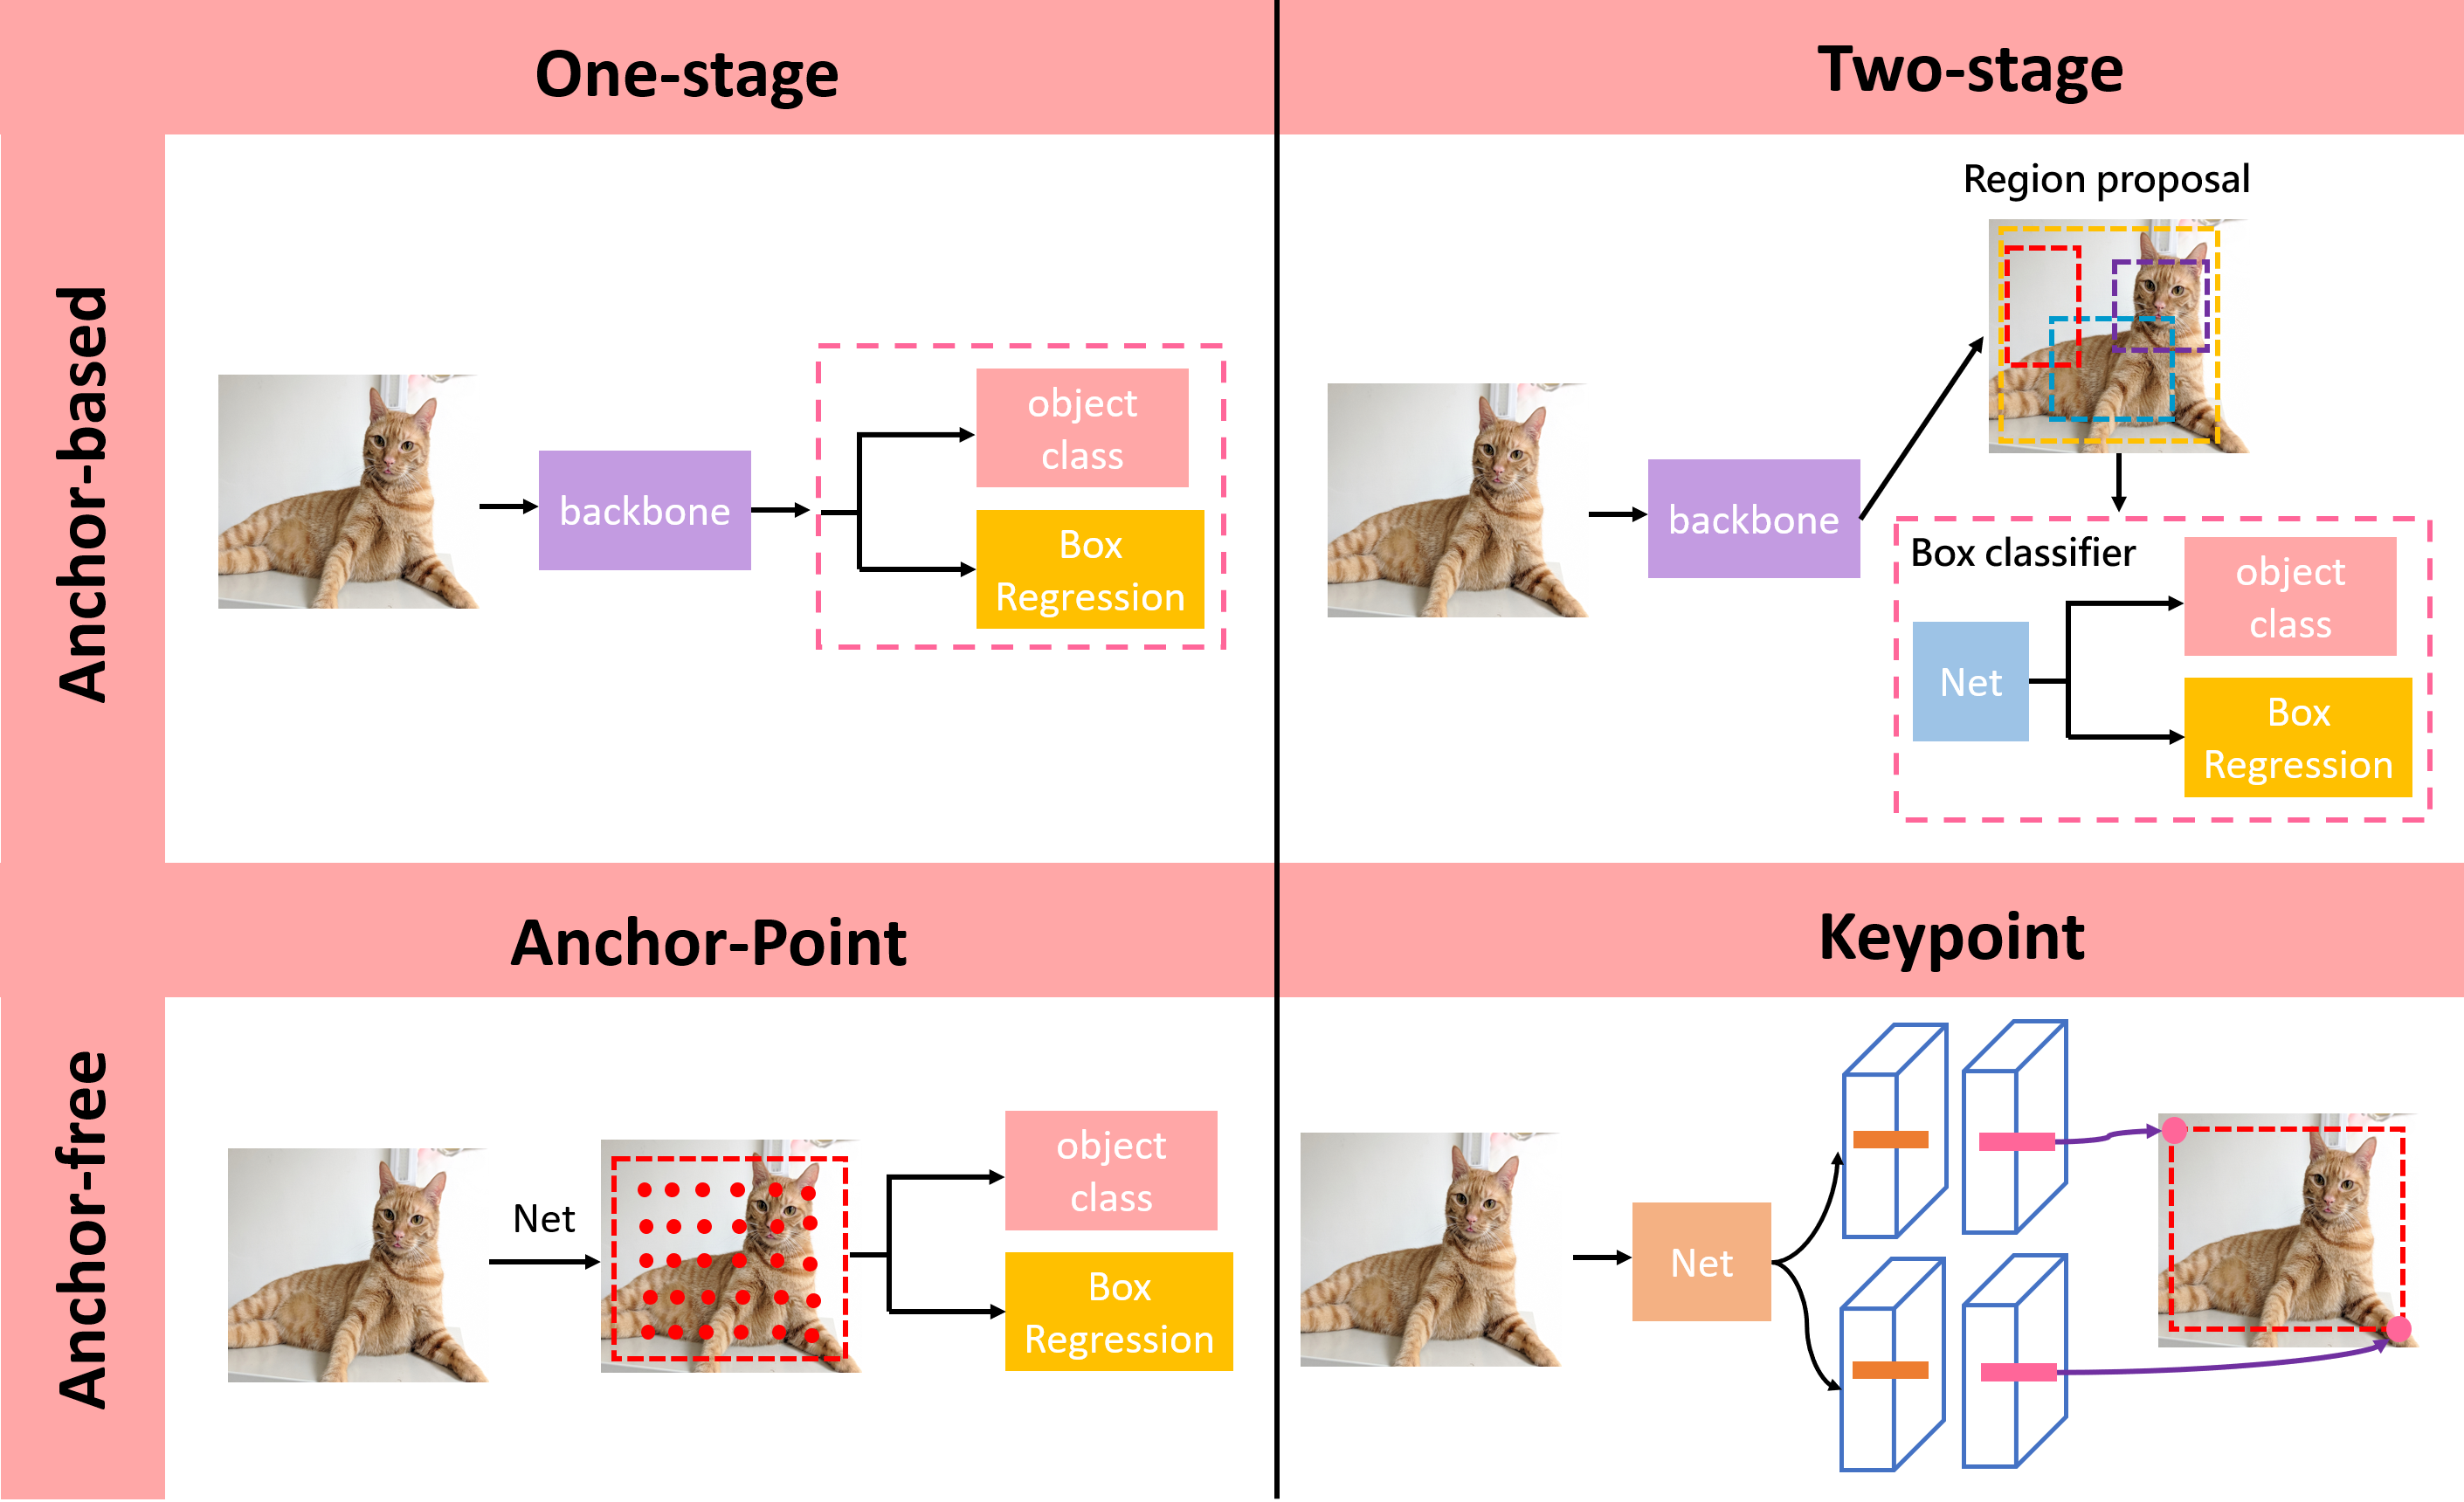 One-stage
Two-stage
Anchor-based
backbone
object
class
Box
Regression
backbone
Region proposal
Box classifier
Net
object
class
Box
Regression
Anchor-Point
Keypoint
Anchor-free
Net
object
class
Box
Regression
Net